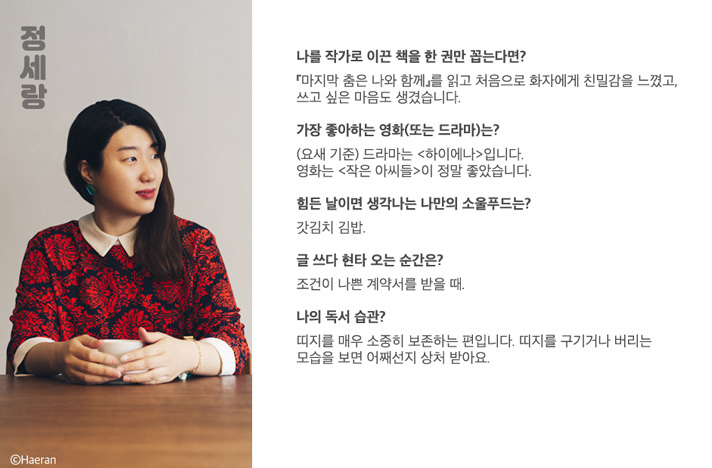 정세랑
나를 작가로 이끈 책을 한 권만 꼽는다면?
『마지막 춤은 나와 함께』를 읽고 처음으로 화자에게 친밀감을 느꼈고,
쓰고 싶은 마음도 생겼습니다.
가장 좋아하는 영화(또는 드라마)는?
(요새 기준) 드라마는 <하이에나>입니다.
영화는 <작은 아씨들>이 정말 좋았습니다.
힘든 날이면 생각나는 나만의 소울푸드는?
갓김치 김밥.
글 쓰다 현타 오는 순간은?
조건이 나쁜 계약서를 받을 때.
나의 독서 습관?
띠지를 매우 소중히 보존하는 편입니다. 띠지를 구기거나 버리는
모습을 보면 어째선지 상처 받아요.
©Haeran